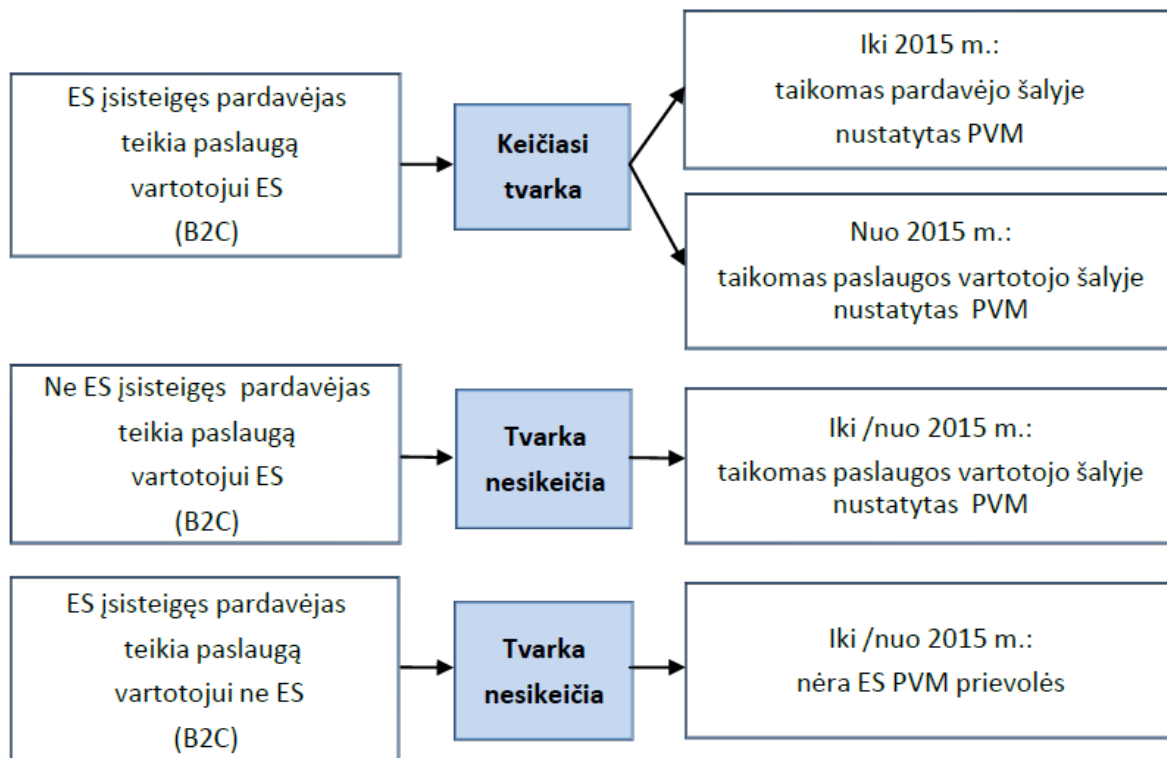 ES įsisteigęs pardavėjas
teikia paslaugą
vartotojui ES
(B2C)
Keičiasi
tvarka
Iki 2015 m.:
taikomas pardavėjo šalyje
nustatytas PVM
Nuo 2015 m.:
taikomas paslaugos vartotojo šalyje
nustatytas PVM
Ne ES įsisteigęs pardavėjas
teikia paslaugą
vartotojui ES
(B2C)
Tvarka
nesikeičia
Iki /nuo 2015 m.:
taikomas paslaugos vartotojo šalyje
nustatytas PVM
ES įsisteigęs pardavėjas
teikia paslaugą
vartotojui ne ES
(B2C)
Tvarka
nesikeičia
Iki /nuo 2015 m.:
nėra ES PVM prievolės